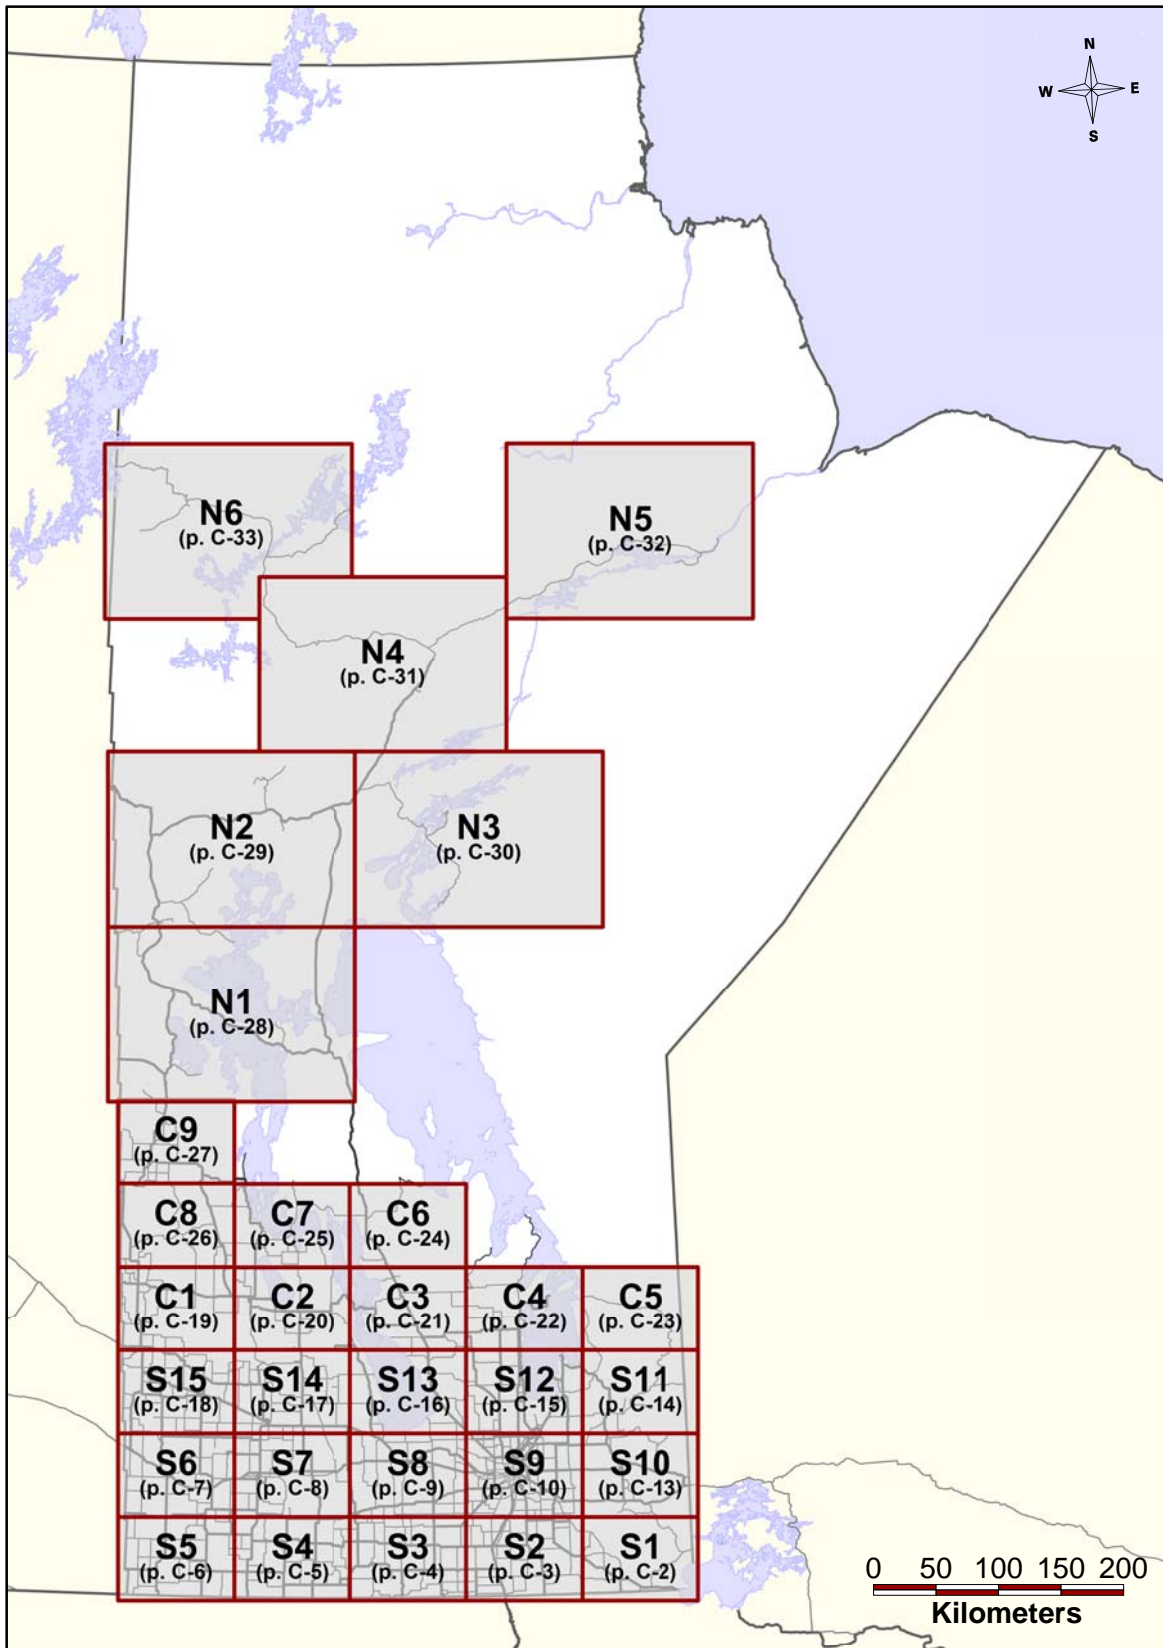 N
W E
S
N6
(p. C-33)
N5
(p. C-32)
N4
(p. C-31)
N2
(p. C-29)
N3
(p. C-30)
N1
(p. C-28)
C9
(p. C-27)
C8
(p. C-26)
C7
(p. C-25)
C6
(p. C-24)
C1
(p. C-19)
C2
(p. C-20)
C3
(p. C-21)
C4
(p. C-22)
C5
(p. C-23)
S15
(p. C-18)
S14
(p. C-17)
S13
(p. C-16)
S12
(p. C-15)
S11
(p. C-14)
S6
(p. C-7)
S7
(p. C-8)
S8
(p. C-9)
S9
(p. C-10)
S10
(p. C-13)
S5
(p. C-6)
S4
(p. C-5)
S3
(p. C-4)
S2
(p. C-3)
S1
(p. C-2)
0 50 100 150 200
Kilometers